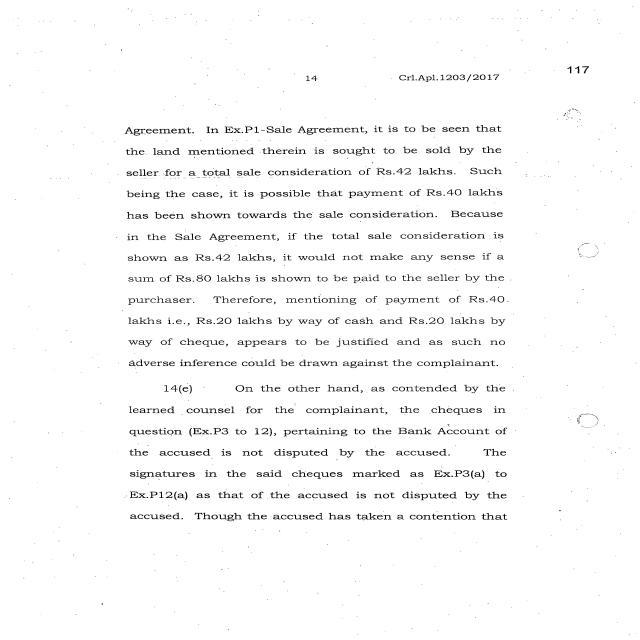 117
14 Crl.Apl.1203/2017
Agreement. In Ex.P1-Sale Agreement, it is to be seen that
the land mentioned therein is sought to be sold by the
seller for a total sale consideration of Rs.42 lakhs. Such
being the case, it is possible that payment of Rs.40 lakhs
has been shown towards the sale consideration. Because
in the Sale Agreement, if the total sale consideration is
shown as Rs.42 lakhs, it would not make any sense if a
sum of Rs.80 lakhs is shown to be paid to the seller by the
purchaser. Therefore, mentioning of payment of Rs.40
lakhs i.e., Rs.20 lakhs by way of cash and Rs.20 lakhs by
way of cheque, appears to be justified and as such no
adverse inference could be drawn against the complainant.
14(e) On the other hand, as contended by the
learned counsel for the complainant, the cheques in
question (Ex.P3 to 12), pertaining to the Bank Account of
the accused is not disputed by the accused. The
signatures in the said cheques marked as Ex.P3(a) to
Ex.P12(a) as that of the accused is not disputed by the
accused. Though the accused has taken a contention that